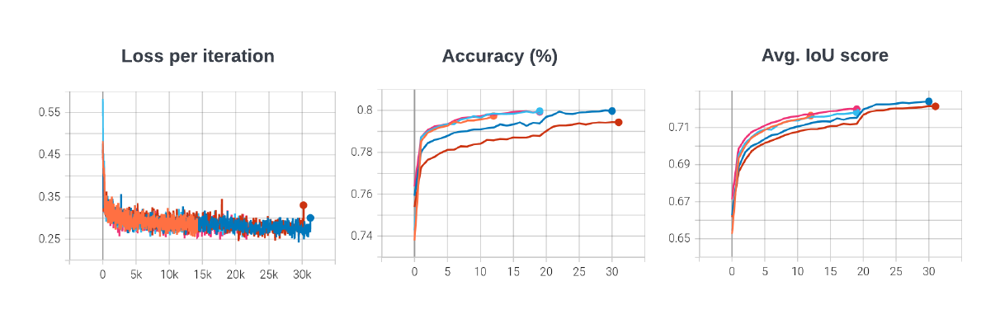 Loss per iteration
0.55
0.45
0.35
0.25
0 5k 10k 15k 20k 25k 30k
Accuracy (%)
0.8
0.78
0.76
0.74
0 5 10 15 20 25 30
Avg. IoU score
0.71
0.69
0.67
0.65
0 5 10 15 20 25 30